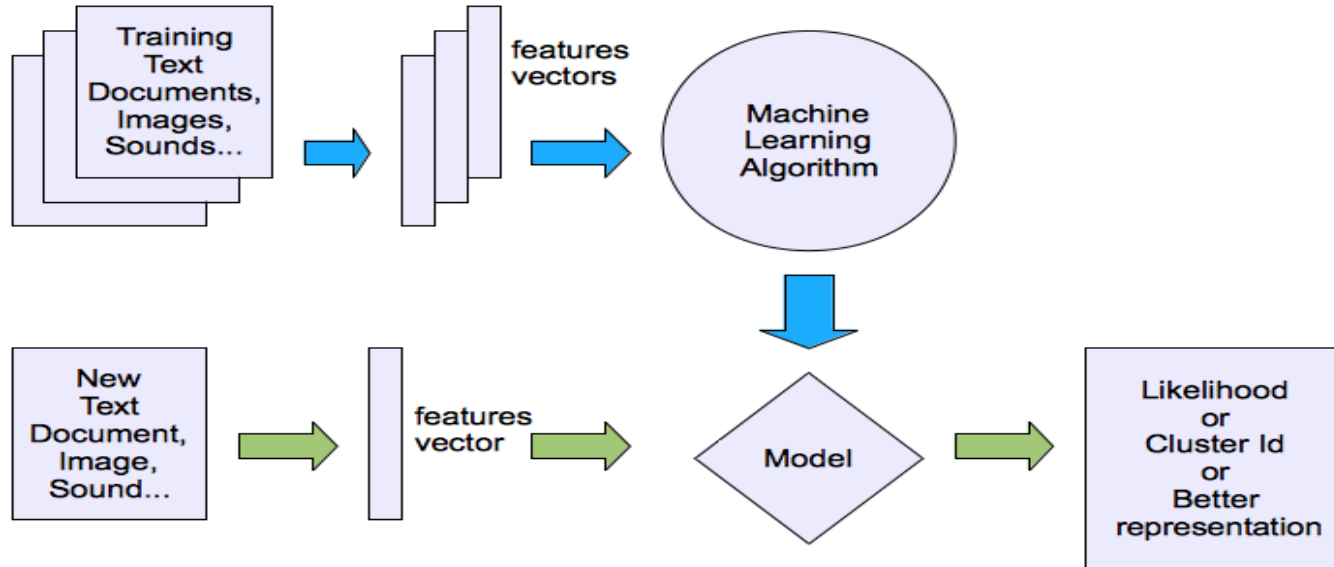 Training
Text
Documents,
Images,
Sounds...
features
vectors
Machine
Learning
Algorithm
New
Text
Document,
Image,
Sound...
features
vector
Model
Likelihood
or
Cluster Id
or
Better
representation